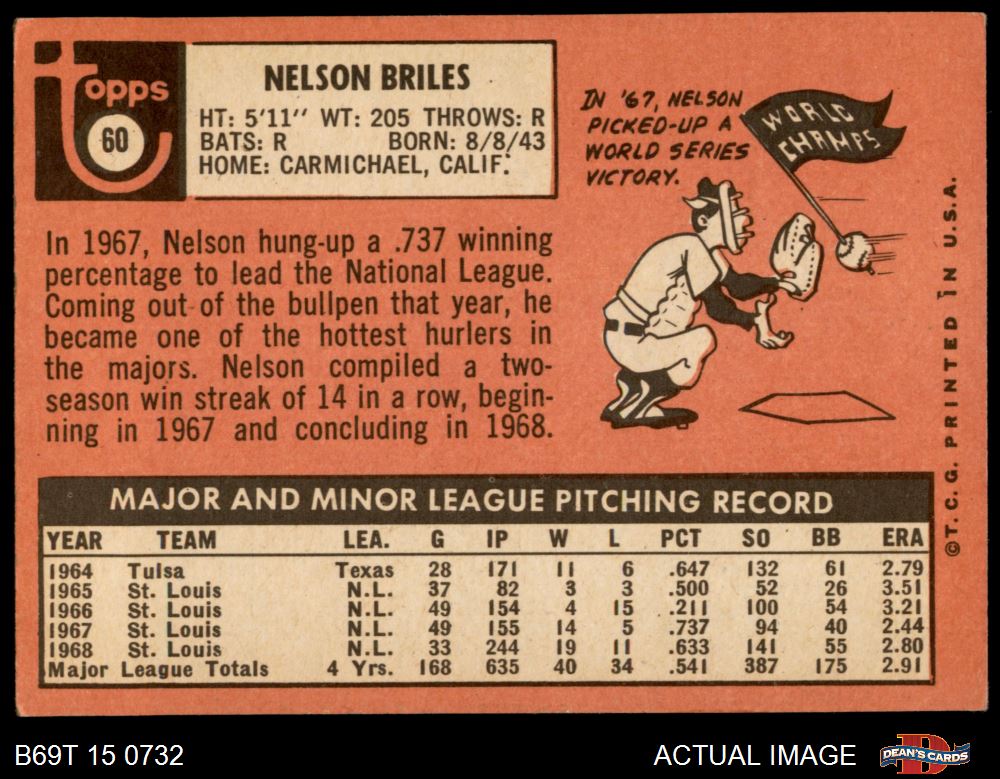 Topps
60
NELSON BRILES
HT: 5'11" WT: 205 THROWS: R
BATS: R BORN: 8/8/43
HOME: CARMICHAEL, CALIF.
IN '67, NELSON
PICKED-UP A
WORLD SERIES
VICTORY.
WORLD
CHAMPS
In 1967, Nelson hung-up a .737 winning
percentage to lead the National League.
Coming out of the bullpen that year, he
became one of the hottest hurlers in
the majors. Nelson compiled a two-
season win streak of 14 in a row, begin-
ning in 1967 and concluding in 1968.
©T. C. G. PRINTED IN U.S.A.
MAJOR AND MINOR LEAGUE PITCHING RECORD
YEAR TEAM LEA. G IP W L PCT SO BB ERA
1964 Tulsa Texas 28 171 11 6 .647 132 61 2.79
1965 St. Louis N.L. 37 82 3 3 .500 52 26 3.51
1966 St. Louis N.L. 49 154 4 15 .211 100 54 3.21
1967 St. Louis N.L. 49 155 14 5 .737 94 40 2.44
1968 St. Louis N.L. 33 244 19 11 .633 141 55 2.80
Major League Totals 4 Yrs. 168 635 40 34 .541 387 175 2.91
B69T 15 0732 ACTUAL IMAGE
DEAN'S CARDS